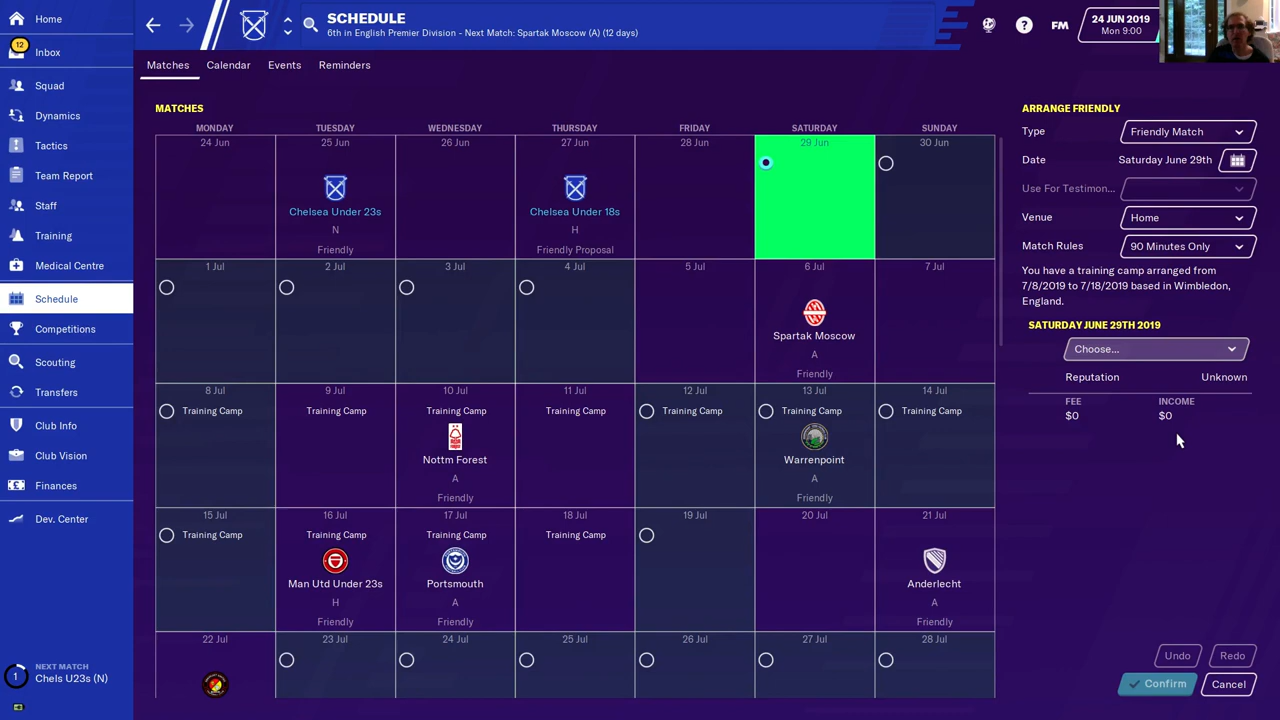 Home
12
Inbox
Squad
Dynamics
Tactics
Team Report
Staff
Training
Medical Centre
Schedule
Competitions
Scouting
Transfers
Club Info
Club Vision
Finances
Dev. Center
1
NEXT MATCH
Chels U23s (N)
SCHEDULE
6th in English Premier Division - Next Match: Spartak Moscow (A) (12 days)
?
FM
24 JUN 2019
Mon 9:00
Matches
Calendar
Events
Reminders
MATCHES
MONDAY TUESDAY WEDNESDAY THURSDAY FRIDAY SATURDAY SUNDAY
24 Jun 25 Jun 26 Jun 27 Jun 28 Jun 29 Jun 30 Jun
Chelsea Under 23s Chelsea Under 18s
N H
Friendly Friendly Proposal
1 Jul 2 Jul 3 Jul 4 Jul 5 Jul 6 Jul 7 Jul
Spartak Moscow
A
Friendly
8 Jul 9 Jul 10 Jul 11 Jul 12 Jul 13 Jul 14 Jul
Training Camp Training Camp Training Camp Training Camp Training Camp Training Camp Training Camp
Nottm Forest Warrenpoint
A A
Friendly Friendly
15 Jul 16 Jul 17 Jul 18 Jul 19 Jul 20 Jul 21 Jul
Training Camp Training Camp Training Camp Training Camp
Man Utd Under 23s Portsmouth Anderlecht
H A A
Friendly Friendly Friendly
22 Jul 23 Jul 24 Jul 25 Jul 26 Jul 27 Jul 28 Jul
ARRANGE FRIENDLY
Type Friendly Match
Date Saturday June 29th
Use For Testimon...
Venue Home
Match Rules 90 Minutes Only
You have a training camp arranged from
7/8/2019 to 7/18/2019 based in Wimbledon,
England.
SATURDAY JUNE 29TH 2019
Choose...
Reputation Unknown
FEE INCOME
$0 $0
Undo Redo
Confirm Cancel